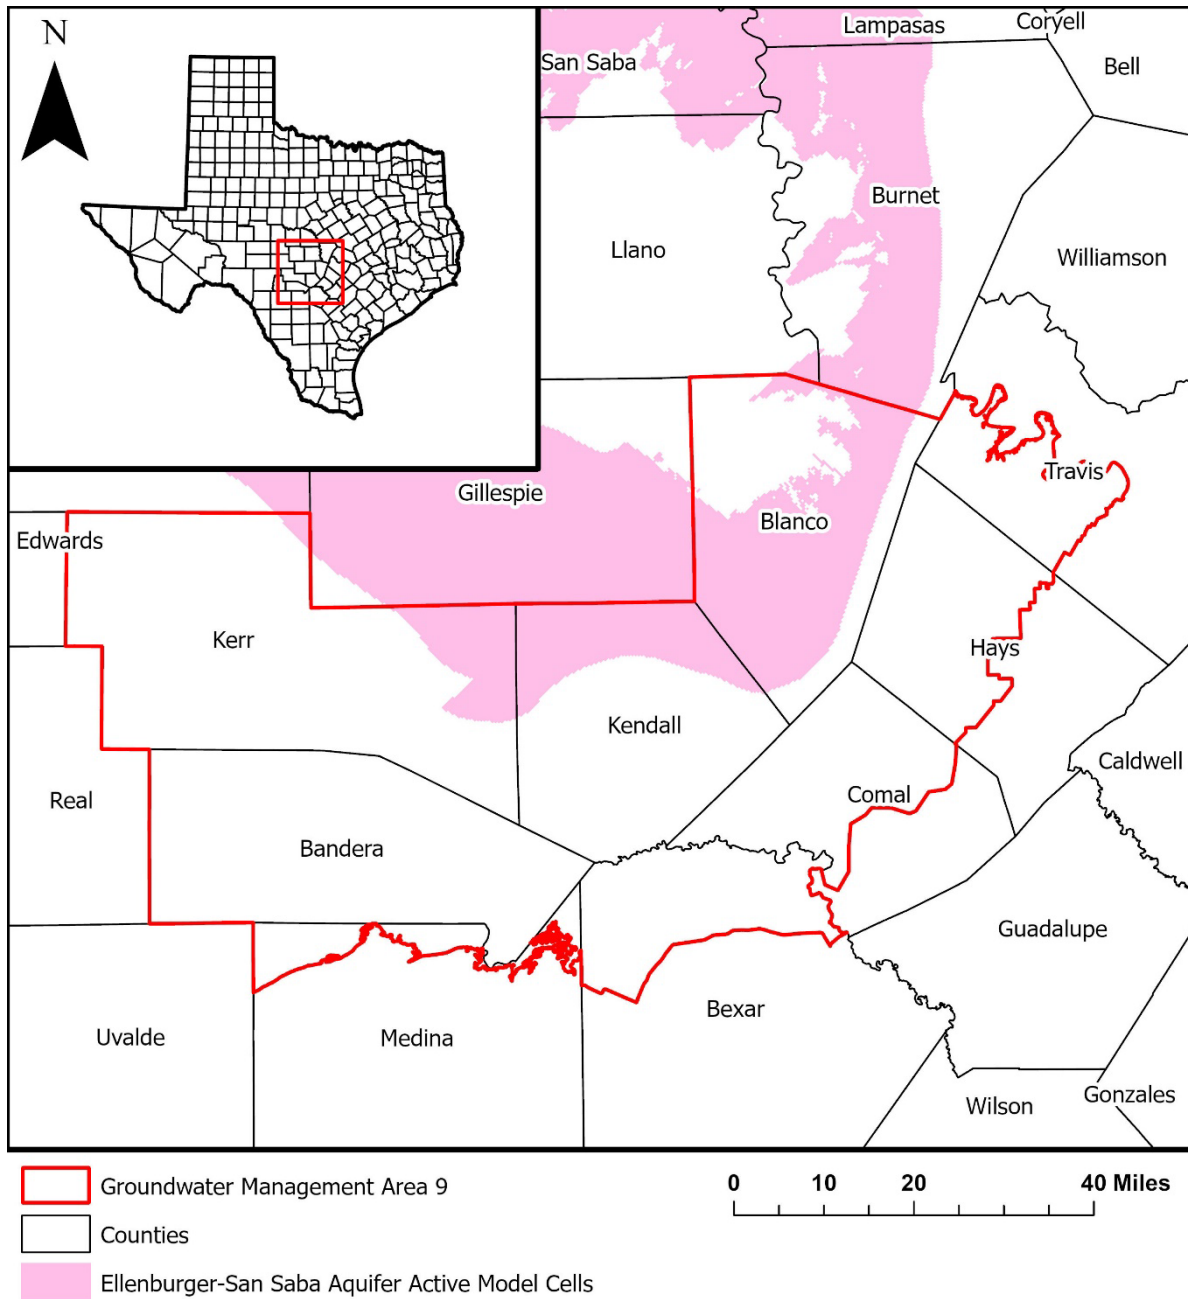 N
Lampasas
Coryell
San Saba
Bell
Burnet
Llano
Williamson
Travis
Gillespie
Blanco
Edwards
Kerr
Hays
Kendall
Caldwell
Real
Comal
Bandera
Guadalupe
Uvalde
Medina
Bexar
Wilson
Gonzales
Groundwater Management Area 9
0 10 20 40 Miles
Counties
Ellenburger-San Saba Aquifer Active Model Cells